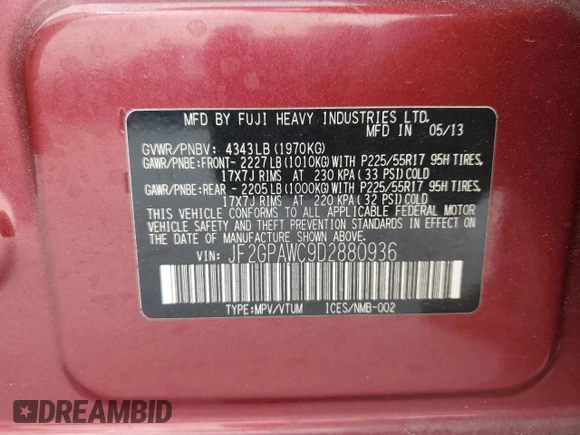 MFD BY FUJI HEAVY INDUSTRIES LTD.
MFD IN 05/13
GVWR/PNBV: 4343LB (1970KG)
GAWR/PNBE:FRONT- 2227LB (1010KG) WITH P225/55R17 95H TIRES,
17X7J RIMS AT 230 KPA (33 PSI) COLD
GAWR/PNBE:REAR - 2205LB (1000KG) WITH P225/55R17 95H TIRES,
17X7J RIMS AT 220 KPA (32 PSI) COLD
THIS VEHICLE CONFORMS TO ALL APPLICABLE FEDERAL MOTOR
VEHICLE SAFETY AND THEFT PREVENTION STANDARDS IN EFFECT ON
THE DATE OF MANUFACTURE SHOWN ABOVE.
VIN: JF2GPAWC9D2880936
TYPE:MPV/VTUM ICES/NMB-002
DREAMBID